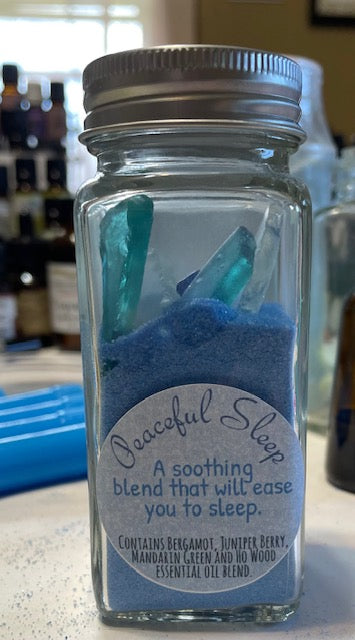 Peaceful Sleep
A soothing
blend that will ease
you to sleep.
Contains Bergamot, Juniper Berry,
Mandarin Green and Ho Wood
essential oil blend.